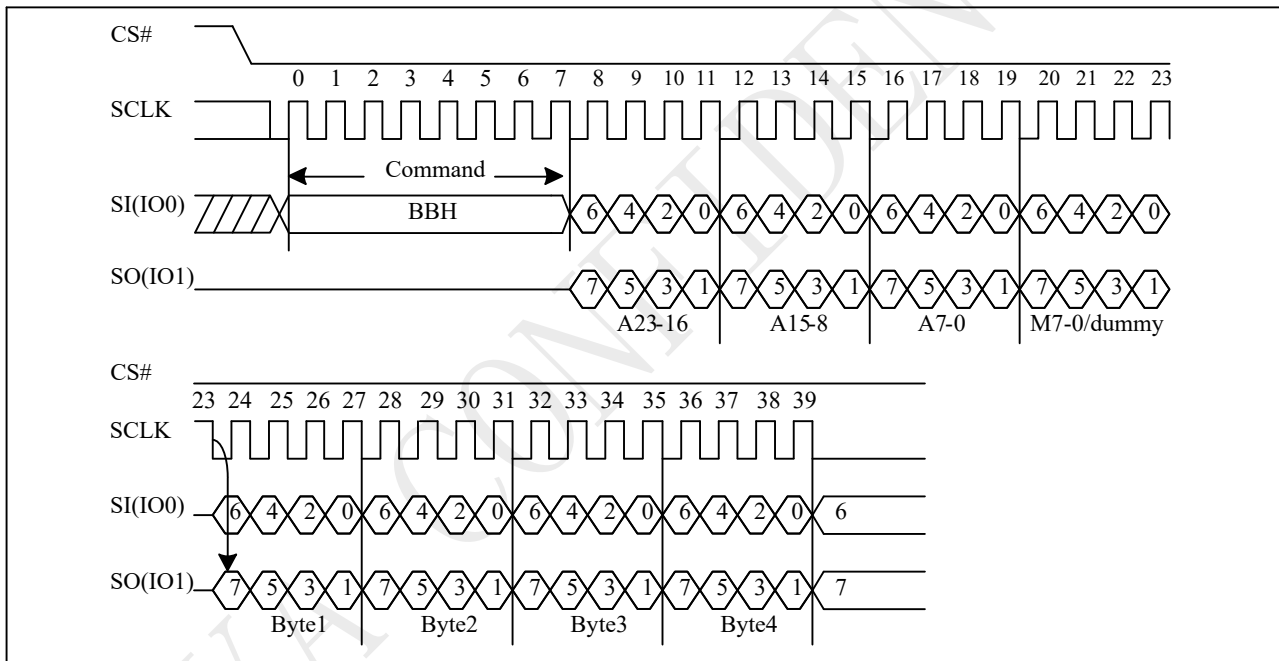 CS#
0 1 2 3 4 5 6 7 8 9 10 11 12 13 14 15 16 17 18 19 20 21 22 23
SCLK
Command
SI(IO0) BBH 6 4 2 0 6 4 2 0 6 4 2 0 6 4 2 0
SO(IO1) 7 5 3 1 7 5 3 1 7 5 3 1 7 5 3 1
A23-16 A15-8 A7-0 M7-0/dummy
CS#
23 24 25 26 27 28 29 30 31 32 33 34 35 36 37 38 39
SCLK
SI(IO0) 6 4 2 0 6 4 2 0 6 4 2 0 6 4 2 0 6
SO(IO1) 7 5 3 1 7 5 3 1 7 5 3 1 7 5 3 1 7
Byte1 Byte2 Byte3 Byte4